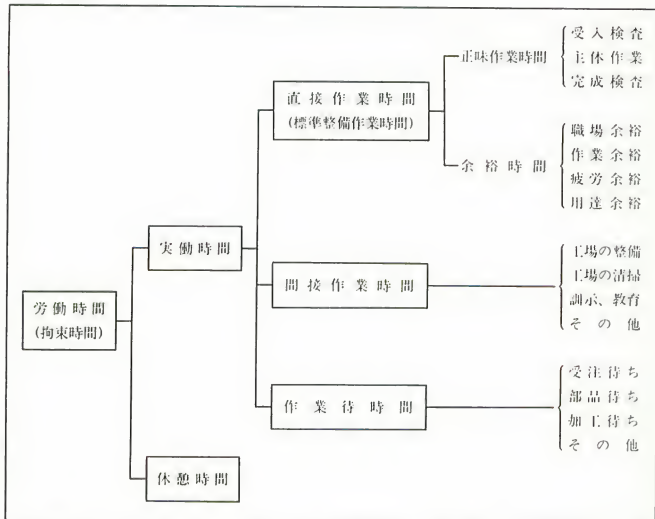 労働時間
(拘束時間)
実働時間
休憩時間
直接作業時間
(標準整備作業時間)
間接作業時間
作業待時間
正味作業時間
余裕時間
受入検査
主体作業
完成検査
職場余裕
作業余裕
疲労余裕
用達余裕
工場の整備
工場の清掃
訓示、教育
その他
受注待ち
部品待ち
加工待ち
その他